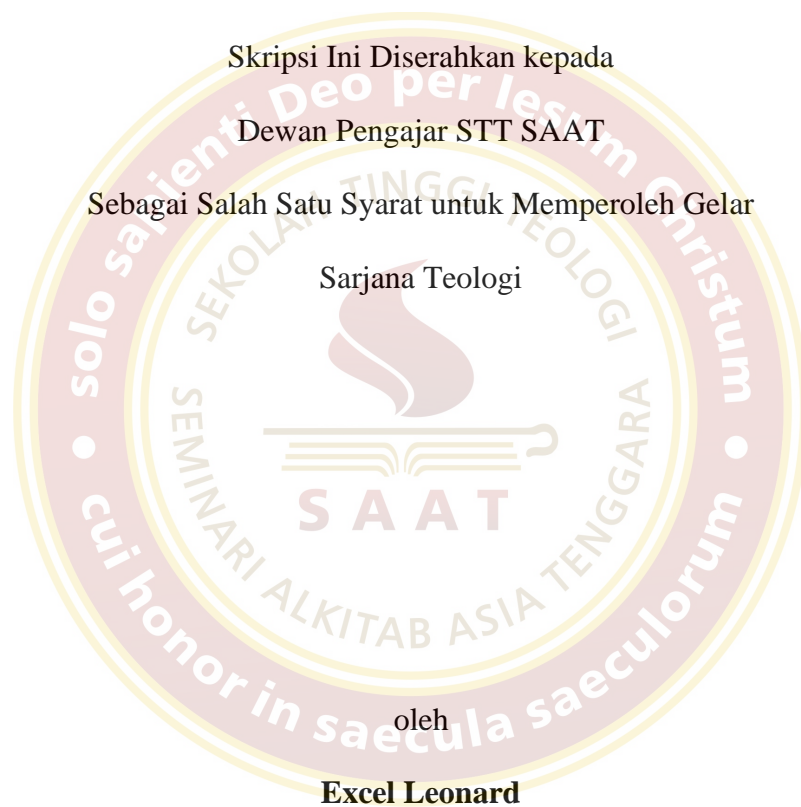 Skripsi Ini Diserahkan kepada
Dewan Pengajar STT SAAT
Sebagai Salah Satu Syarat untuk Memperoleh Gelar
Sarjana Teologi
oleh
Excel Leonard
solo sapienti Deo per Iesum Christum
cui honor in saecula saeculorum
SEKOLAH TINGGI TEOLOGI
SEMINARI ALKITAB ASIA TENGGARA
SAAT